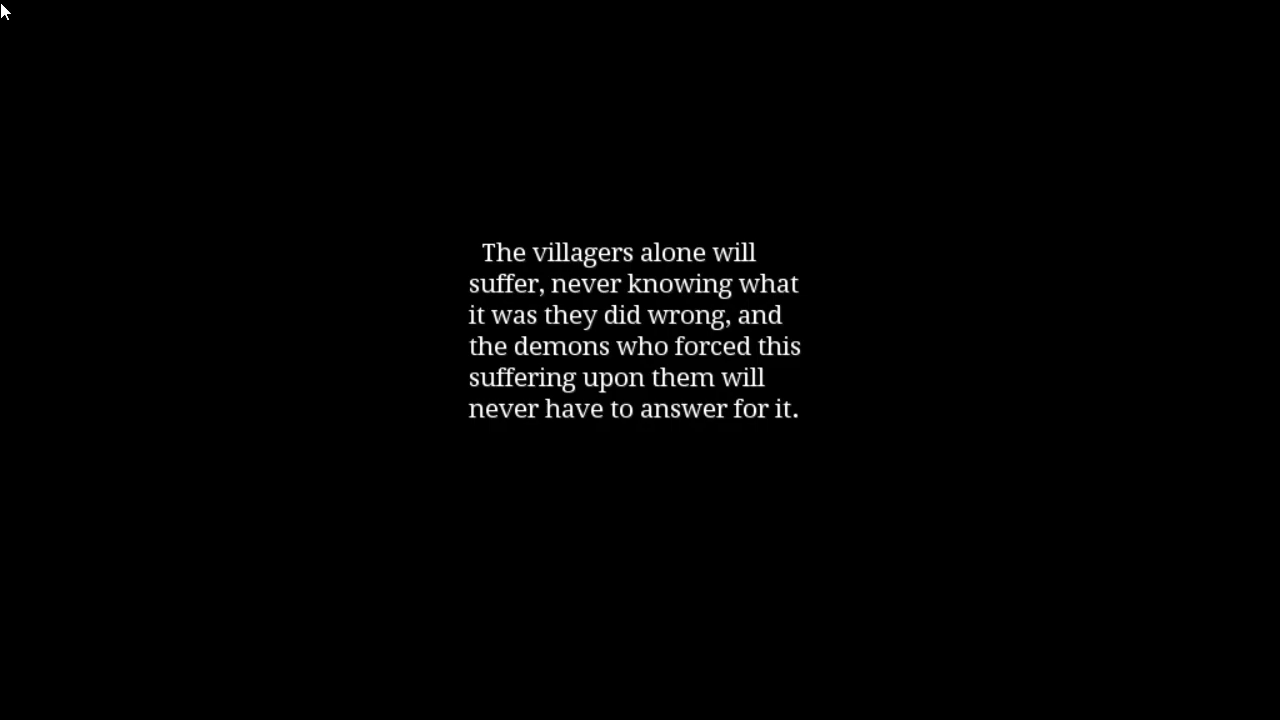 The villagers alone will
suffer, never knowing what
it was they did wrong, and
the demons who forced this
suffering upon them will
never have to answer for it.